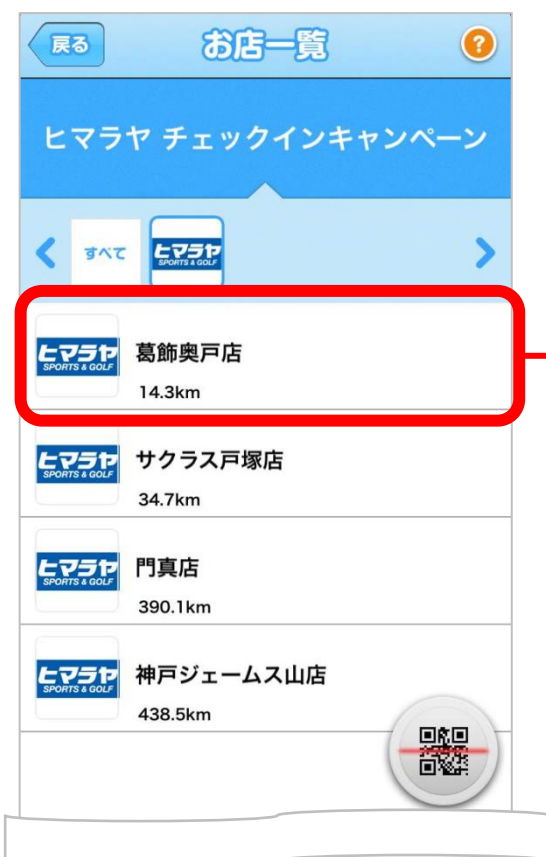 戻る
お店一覧
?
ヒマラヤ チェックインキャンペーン
すべて
ヒマラヤ
SPORTS & GOLF
ヒマラヤ
SPORTS & GOLF
葛飾奥戸店
14.3km
ヒマラヤ
SPORTS & GOLF
サクラス戸塚店
34.7km
ヒマラヤ
SPORTS & GOLF
門真店
390.1km
ヒマラヤ
SPORTS & GOLF
神戸ジェームス山店
438.5km